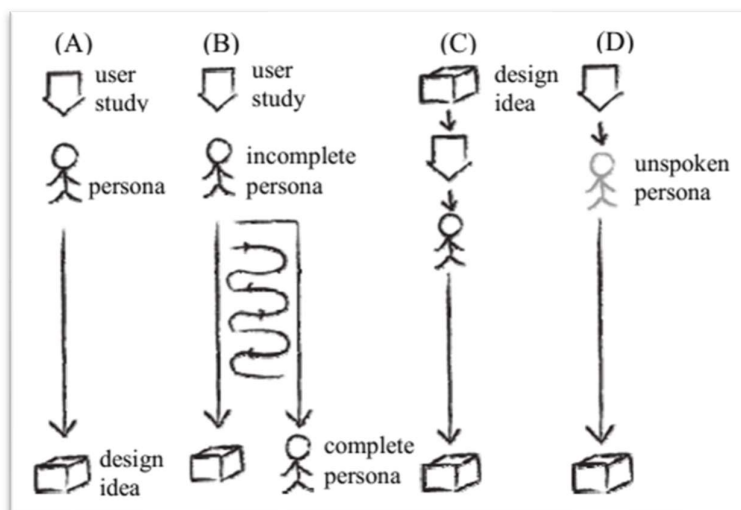 (A)
user
study
persona
design
idea
(B)
user
study
incomplete
persona
complete
persona
(C)
design
idea
(D)
unspoken
persona